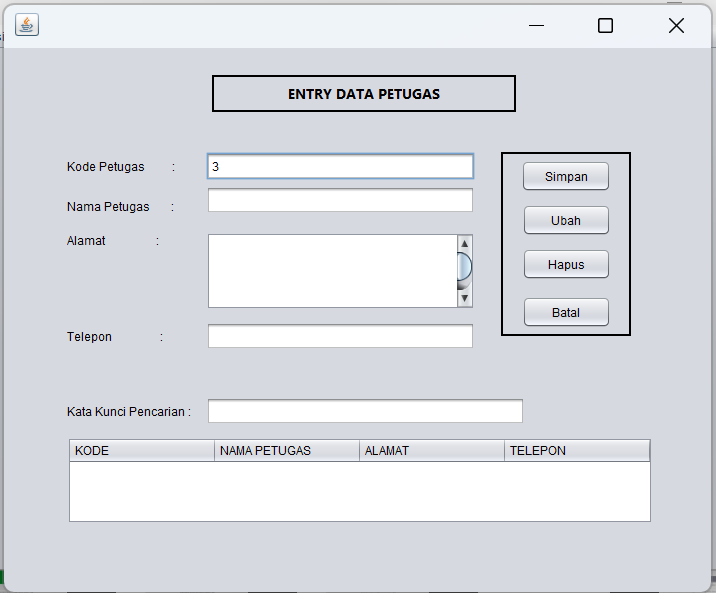 ENTRY DATA PETUGAS
Kode Petugas : 3
Simpan
Nama Petugas :
Ubah
Alamat :
Hapus
Batal
Telepon :
Kata Kunci Pencarian :
KODE NAMA PETUGAS ALAMAT TELEPON